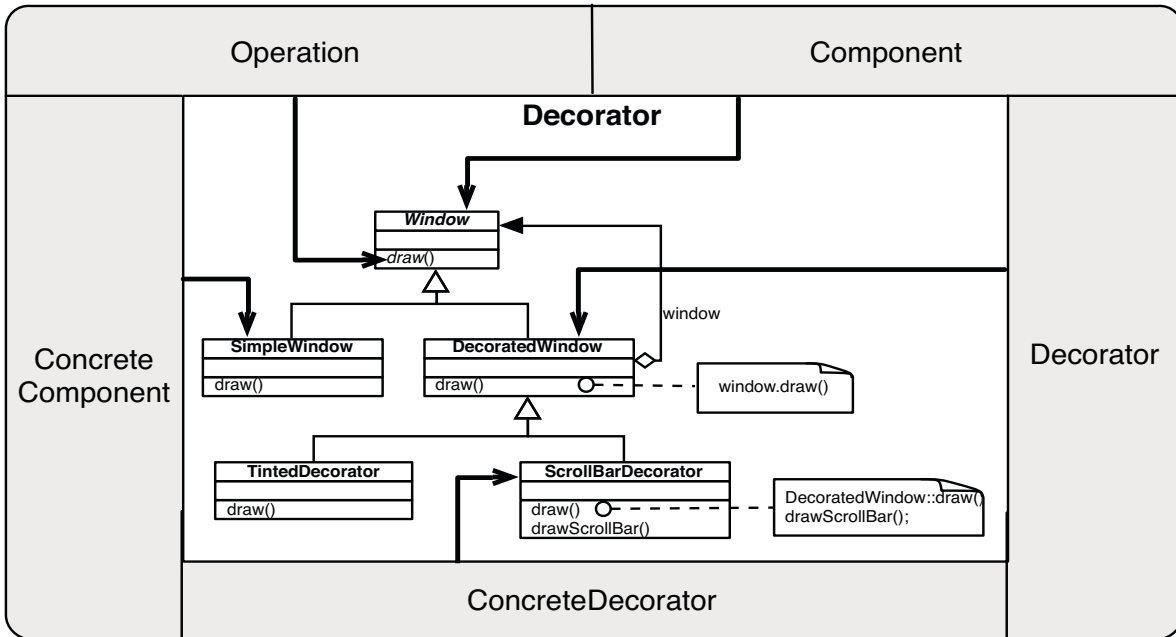 Operation
Component
Decorator
Window
draw()
window
Concrete
Component
Decorator
SimpleWindow
draw()
DecoratedWindow
draw()
window.draw()
TintedDecorator
draw()
ScrollBarDecorator
draw()
drawScrollBar()
DecoratedWindow::draw()
drawScrollBar();
ConcreteDecorator